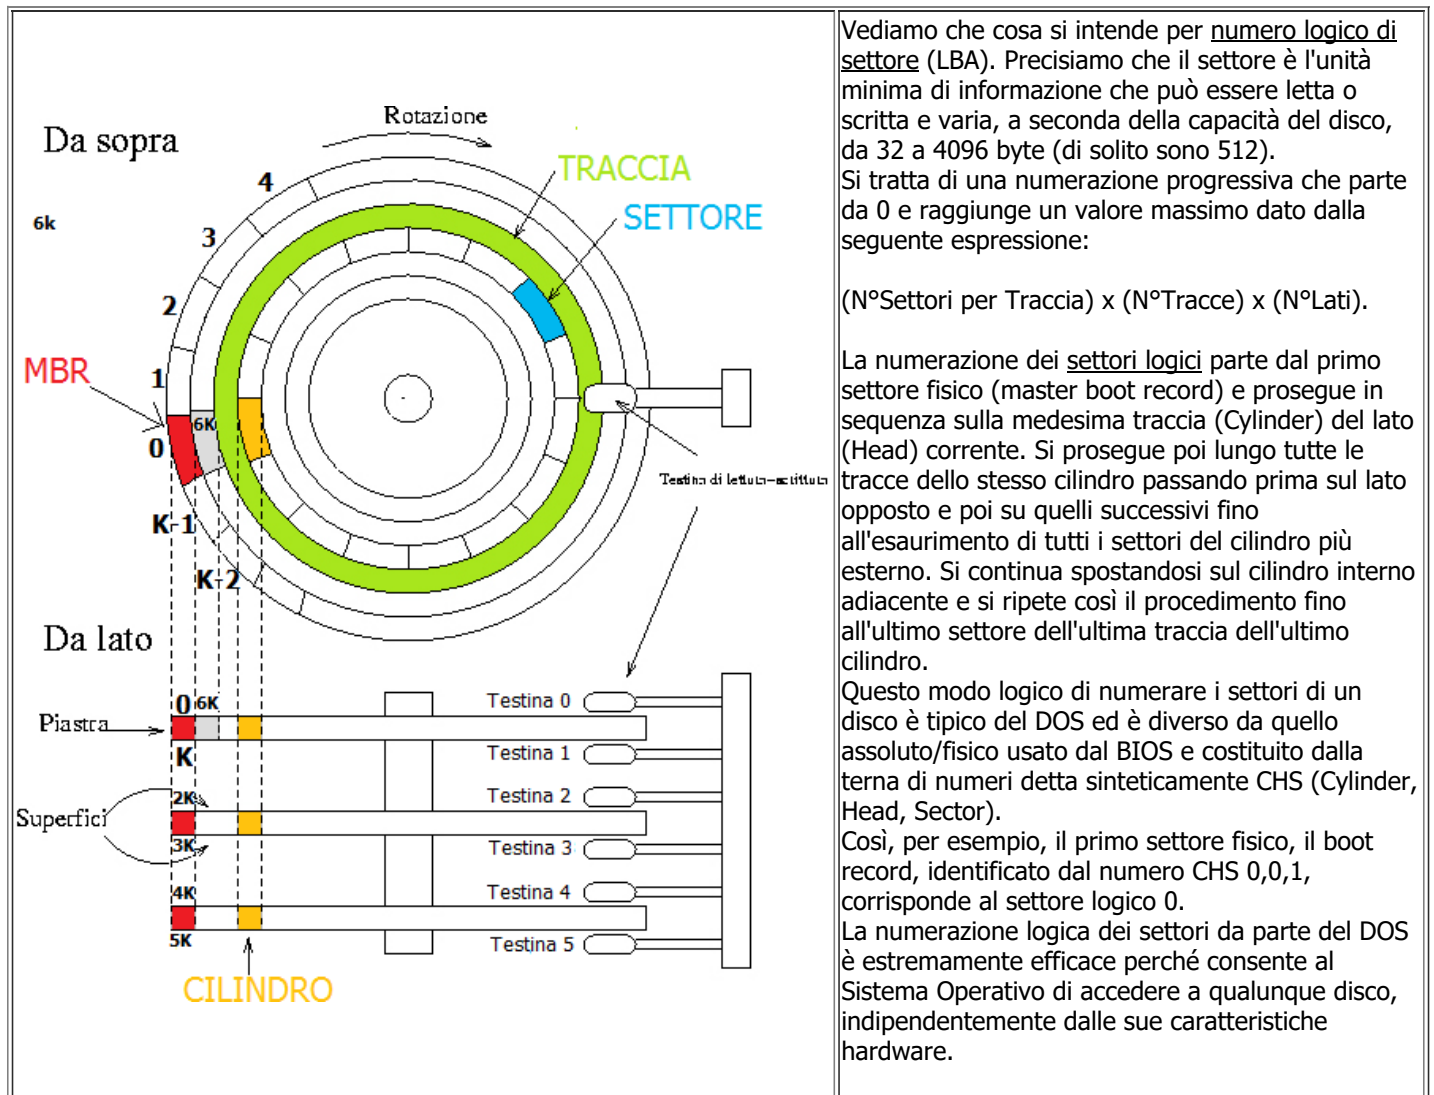 Rotazione
Da sopra
TRACCIA
4
6k
SETTORE
3
2
MBR
1
6K
0
Testina di lettura-scrittura
K-1
K-2
Da lato
0
6K
Testina 0
Piastra
K
Testina 1
2K
Testina 2
Superfici
3K
Testina 3
4K
Testina 4
5K
Testina 5
CILINDRO
Vediamo che cosa si intende per numero logico di
settore (LBA). Precisiamo che il settore è l'unità
minima di informazione che può essere letta o
scritta e varia, a seconda della capacità del disco,
da 32 a 4096 byte (di solito sono 512).
Si tratta di una numerazione progressiva che parte
da 0 e raggiunge un valore massimo dato dalla
seguente espressione:
(N°Settori per Traccia) x (N°Tracce) x (N°Lati).
La numerazione dei settori logici parte dal primo
settore fisico (master boot record) e prosegue in
sequenza sulla medesima traccia (Cylinder) del lato
(Head) corrente. Si prosegue poi lungo tutte le
tracce dello stesso cilindro passando prima sul lato
opposto e poi su quelli successivi fino
all'esaurimento di tutti i settori del cilindro più
esterno. Si continua spostandosi sul cilindro interno
adiacente e si ripete così il procedimento fino
all'ultimo settore dell'ultima traccia dell'ultimo
cilindro.
Questo modo logico di numerare i settori di un
disco è tipico del DOS ed è diverso da quello
assoluto/fisico usato dal BIOS e costituito dalla
terna di numeri detta sinteticamente CHS (Cylinder,
Head, Sector).
Così, per esempio, il primo settore fisico, il boot
record, identificato dal numero CHS 0,0,1,
corrisponde al settore logico 0.
La numerazione logica dei settori da parte del DOS
è estremamente efficace perché consente al
Sistema Operativo di accedere a qualunque disco,
indipendentemente dalle sue caratteristiche
hardware.